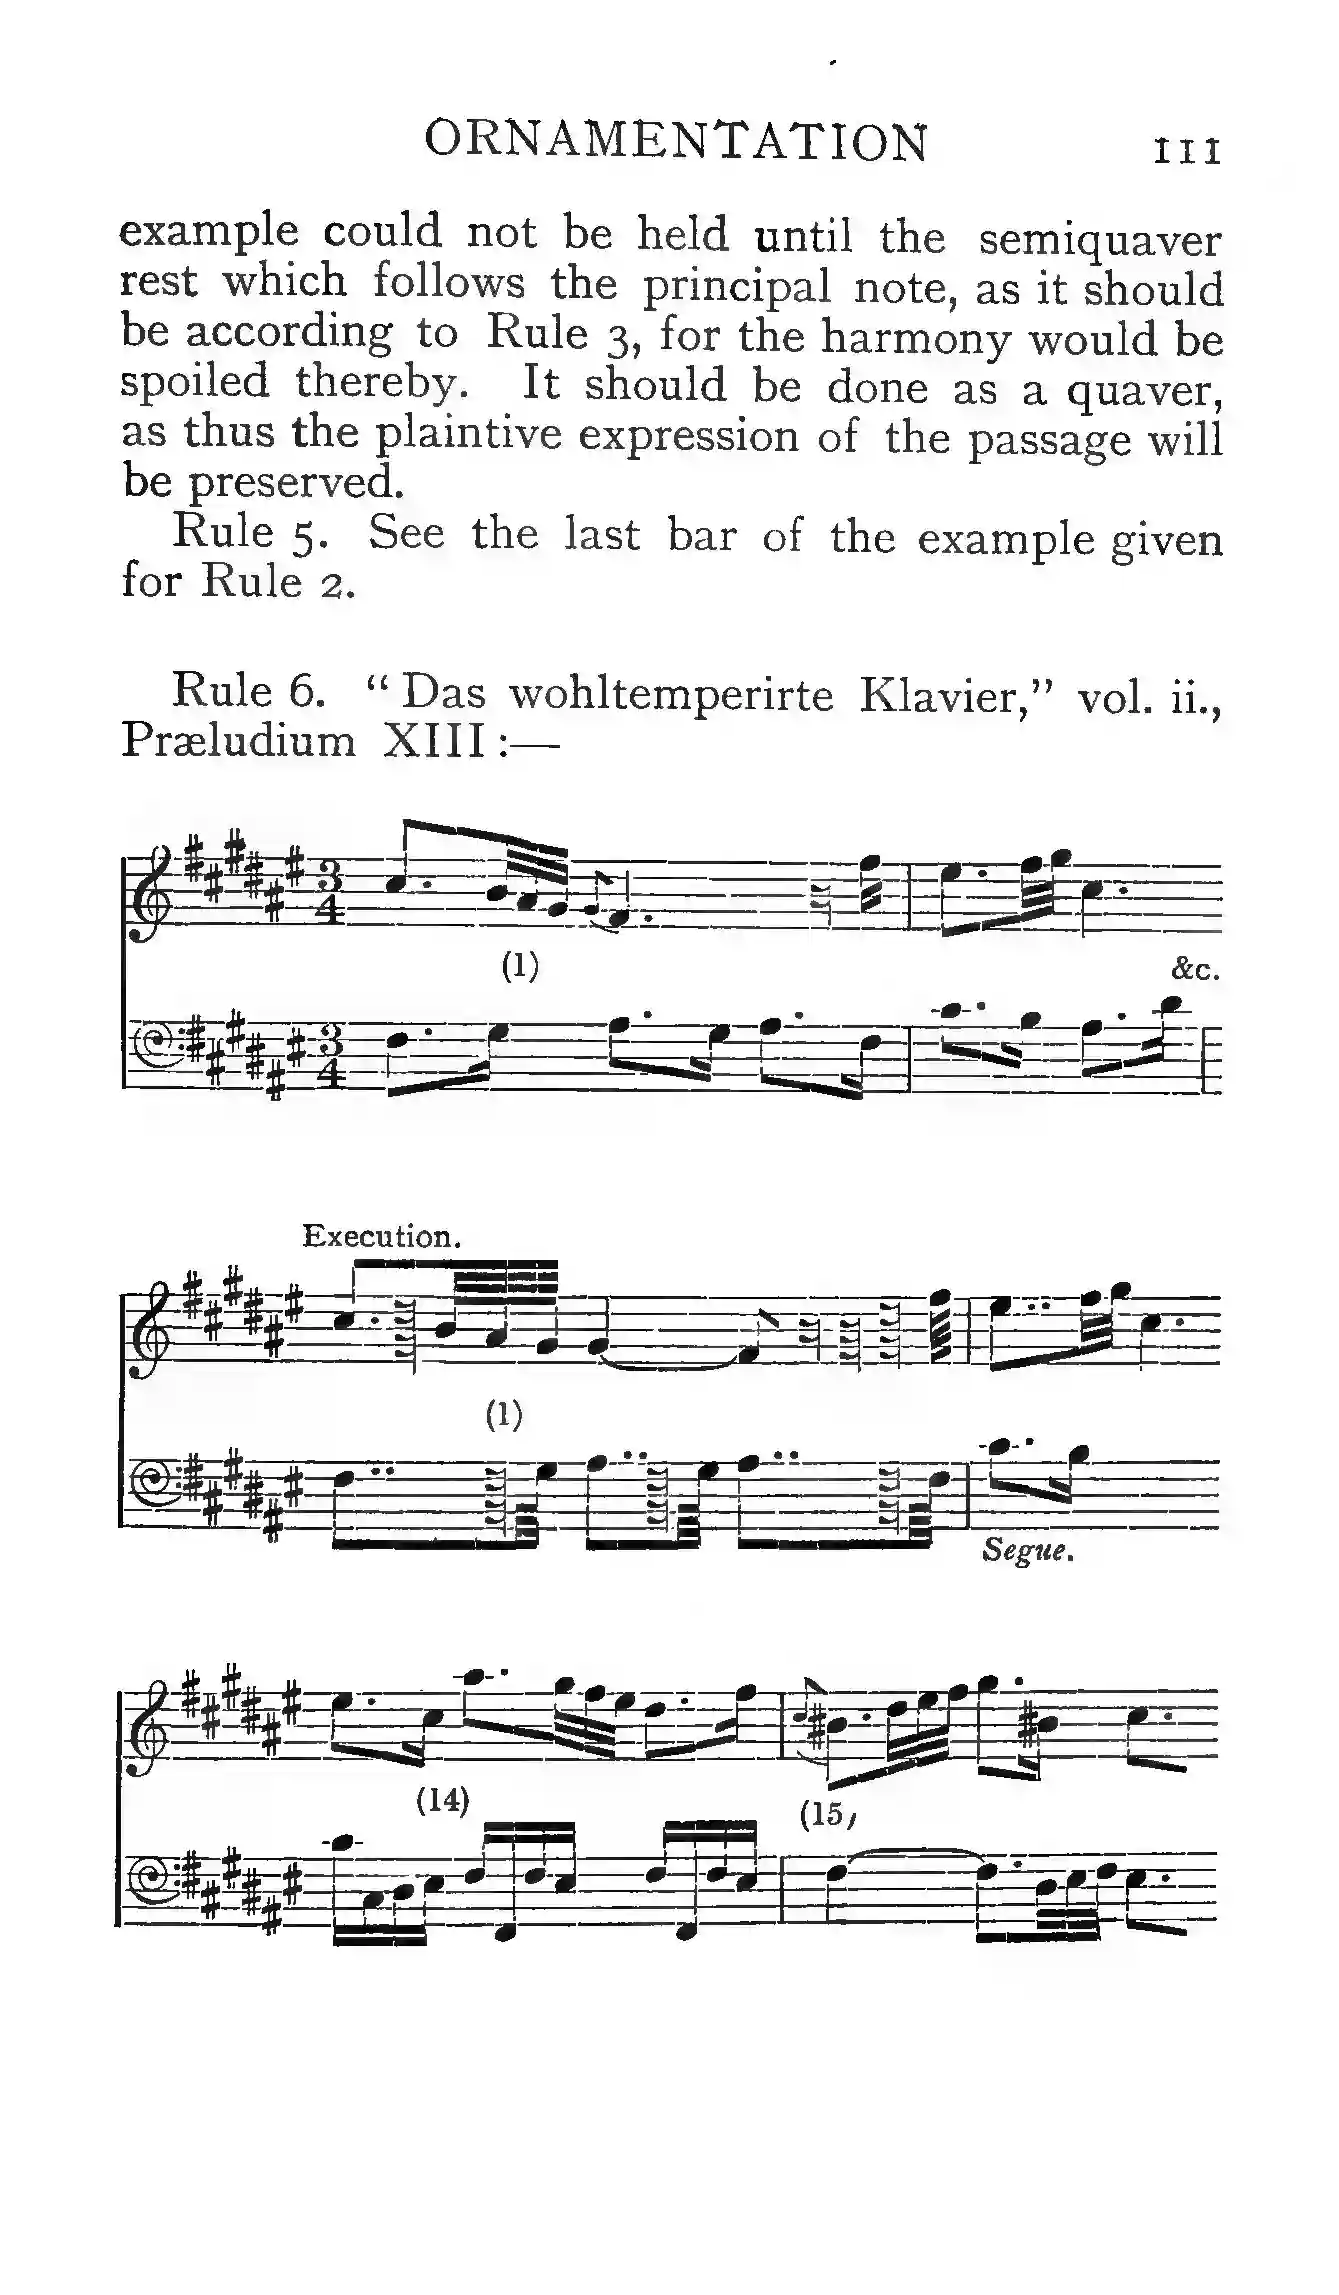 ORNAMENTATION 111
example could not be held until the semiquaver
rest which follows the principal note, as it should
be according to Rule 3, for the harmony would be
spoiled thereby. It should be done as a quaver,
as thus the plaintive expression of the passage will
be preserved.
Rule 5. See the last bar of the example given
for Rule 2.
Rule 6. “Das wohltemperirte Klavier,” vol. ii.,
Præludium XIII:—
3
4
(1)
&c.
3
4
Execution.
(1)
Segue.
(14)
(15)